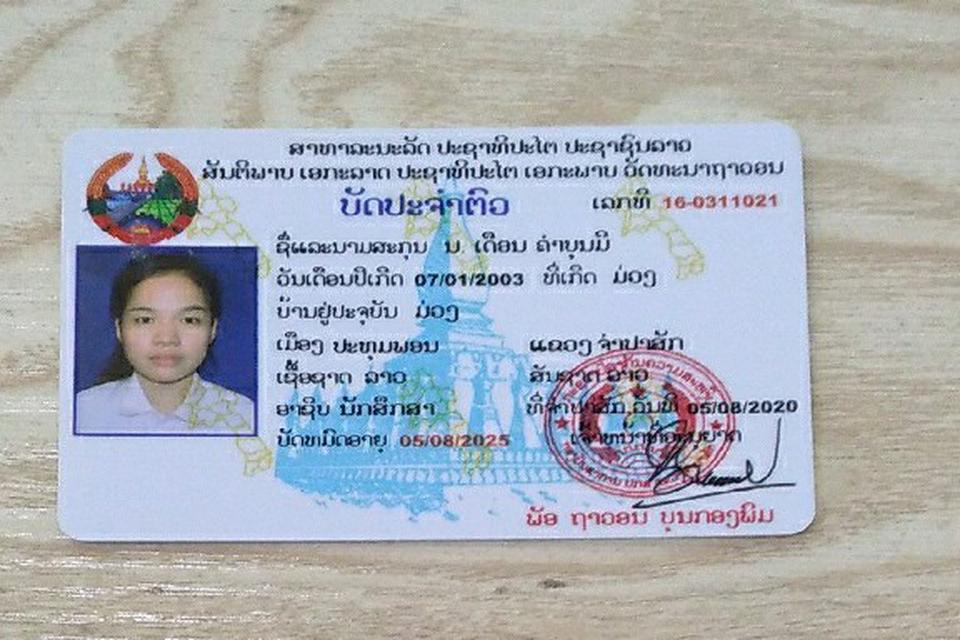 ສາທາລະນະລັດ ປະຊາທິປະໄຕ ປະຊາຊົນລາວ
ສັນຕິພາບ ເອກະລາດ ປະຊາທິປະໄຕ ເອກະພາບ ວັດທະນາຖາວອນ
ບັດປະຈຳຕົວ ເລກທີ 16-0311021
ຊື່ແລະນາມສະກຸນ ນ. ເດືອນ ຄຳບຸນມີ
ວັນເດືອນປີເກີດ 07/01/2003 ທີ່ເກີດ ມ່ວງ
ບ້ານຢູ່ປະຈຸບັນ ມ່ວງ
ເມືອງ ປະທຸມພອນ ແຂວງ ຈຳປາສັກ
ເຊື້ອຊາດ ລາວ ສັນຊາດ ລາວ
ອາຊີບ ນັກສຶກສາ ທີ່ຈຳປາສັກ, ວັນທີ 05/08/2020
ບັດຫມົດອາຍຸ 05/08/2025 ເຈົ້າຫນ້າທີ່ອະນຸຍາດ
ພັອ ຖາວອນ ບຸນກອງພິມ